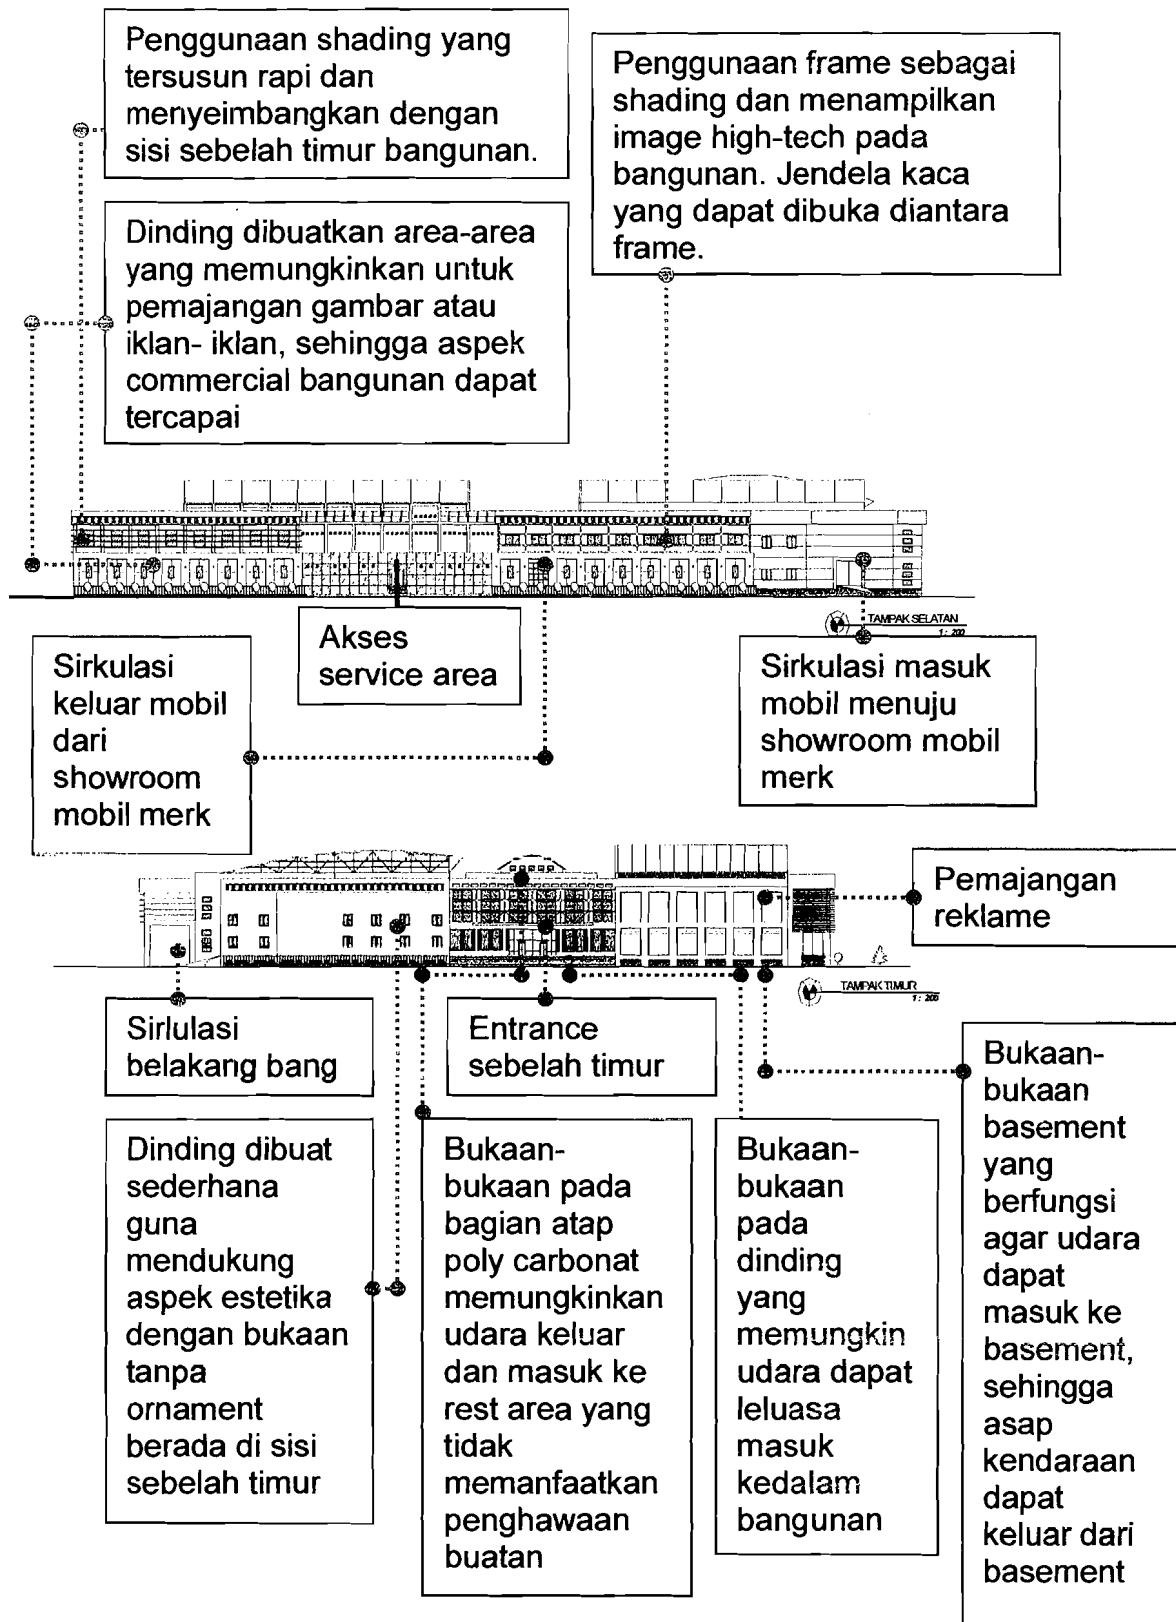 Penggunaan shading yang
tersusun rapi dan
menyeimbangkan dengan
sisi sebelah timur bangunan.
Penggunaan frame sebagai
shading dan menampilkan
image high-tech pada
bangunan. Jendela kaca
yang dapat dibuka diantara
frame.
Dinding dibuatkan area-area
yang memungkinkan untuk
pemajangan gambar atau
iklan- iklan, sehingga aspek
commercial bangunan dapat
tercapai
TAMPAK SELATAN
1 : 200
Sirkulasi
keluar mobil
dari
showroom
mobil merk
Akses
service area
Sirkulasi masuk
mobil menuju
showroom mobil
merk
Pemajangan
reklame
TAMPAK TIMUR
1 : 200
Sirlulasi
belakang bang
Entrance
sebelah timur
Dinding dibuat
sederhana
guna
mendukung
aspek estetika
dengan bukaan
tanpa
ornament
berada di sisi
sebelah timur
Bukaan-
bukaan pada
bagian atap
poly carbonat
memungkinkan
udara keluar
dan masuk ke
rest area yang
tidak
memanfaatkan
penghawaan
buatan
Bukaan-
bukaan
pada
dinding
yang
memungkin
udara dapat
leluasa
masuk
kedalam
bangunan
Bukaan-
bukaan
basement
yang
berfungsi
agar udara
dapat
masuk ke
basement,
sehingga
asap
kendaraan
dapat
keluar dari
basement